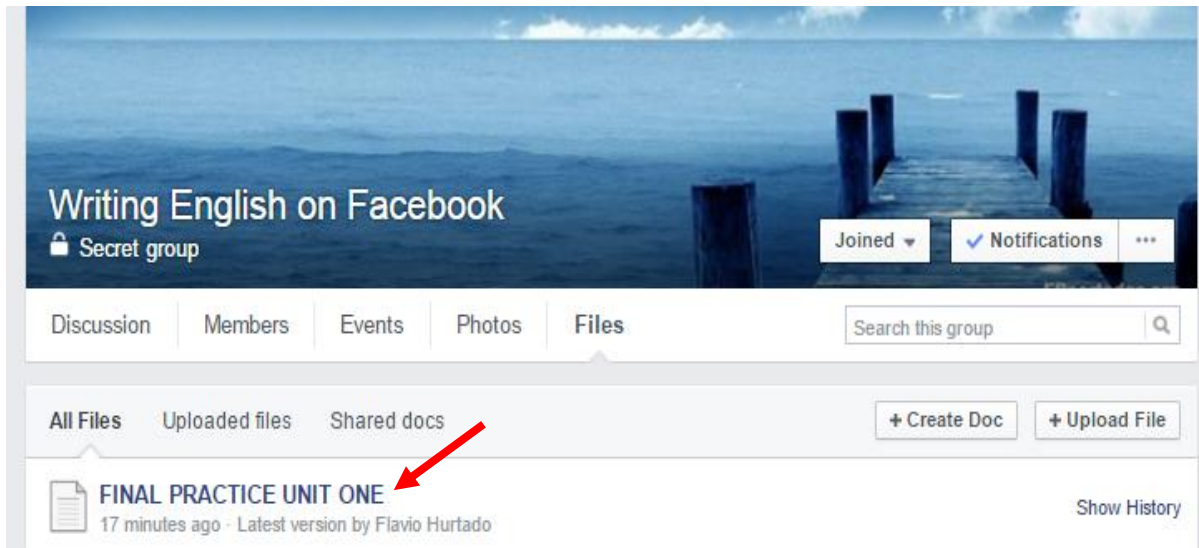 Writing English on Facebook
Secret group
Joined
Notifications
Discussion
Members
Events
Photos
Files
Search this group
All Files
Uploaded files
Shared docs
+ Create Doc
+ Upload File
FINAL PRACTICE UNIT ONE
17 minutes ago · Latest version by Flavio Hurtado
Show History